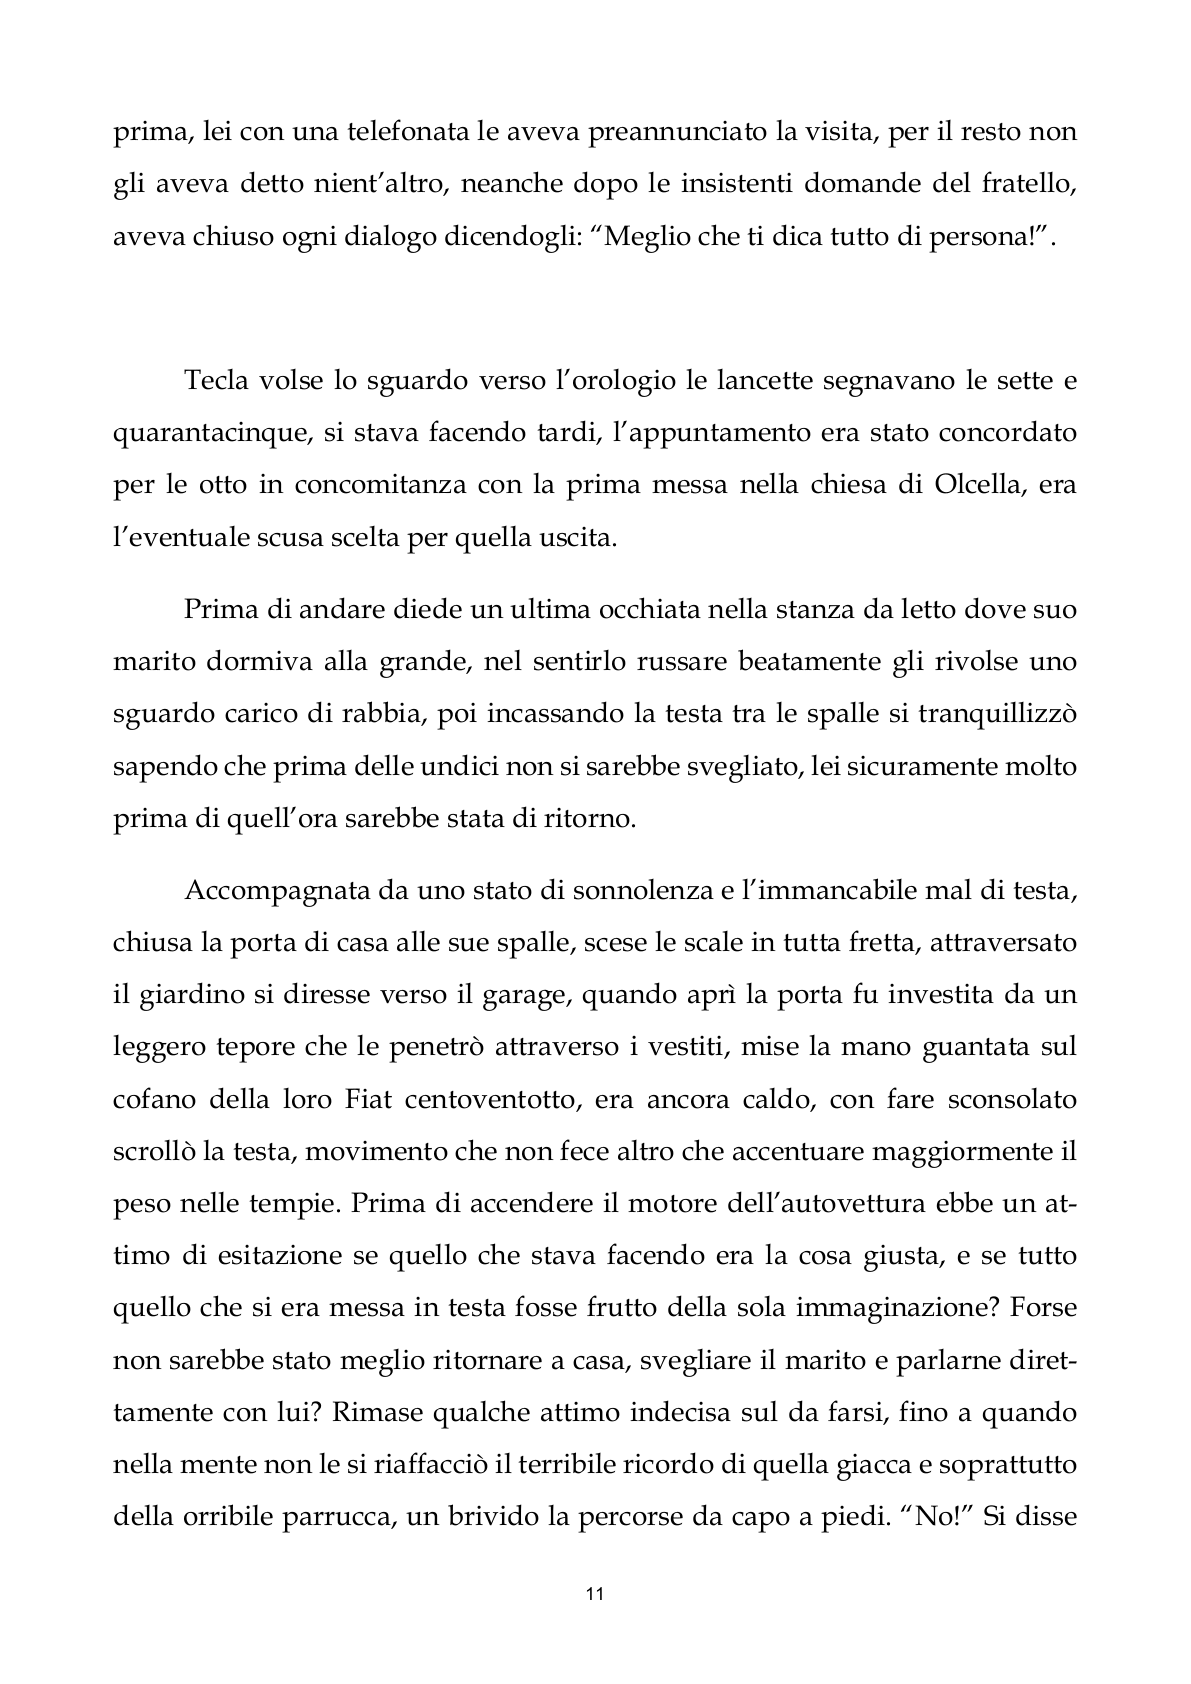 prima, lei con una telefonata le aveva preannunciato la visita, per il resto non
gli aveva detto nient’altro, neanche dopo le insistenti domande del fratello,
aveva chiuso ogni dialogo dicendogli: “Meglio che ti dica tutto di persona!”.
Tecla volse lo sguardo verso l’orologio le lancette segnavano le sette e
quarantacinque, si stava facendo tardi, l’appuntamento era stato concordato
per le otto in concomitanza con la prima messa nella chiesa di Olcella, era
l’eventuale scusa scelta per quella uscita.
Prima di andare diede un ultima occhiata nella stanza da letto dove suo
marito dormiva alla grande, nel sentirlo russare beatamente gli rivolse uno
sguardo carico di rabbia, poi incassando la testa tra le spalle si tranquillizzò
sapendo che prima delle undici non si sarebbe svegliato, lei sicuramente molto
prima di quell’ora sarebbe stata di ritorno.
Accompagnata da uno stato di sonnolenza e l’immancabile mal di testa,
chiusa la porta di casa alle sue spalle, scese le scale in tutta fretta, attraversato
il giardino si diresse verso il garage, quando aprì la porta fu investita da un
leggero tepore che le penetrò attraverso i vestiti, mise la mano guantata sul
cofano della loro Fiat centoventotto, era ancora caldo, con fare sconsolato
scrollò la testa, movimento che non fece altro che accentuare maggiormente il
peso nelle tempie. Prima di accendere il motore dell’autovettura ebbe un at-
timo di esitazione se quello che stava facendo era la cosa giusta, e se tutto
quello che si era messa in testa fosse frutto della sola immaginazione? Forse
non sarebbe stato meglio ritornare a casa, svegliare il marito e parlarne diret-
tamente con lui? Rimase qualche attimo indecisa sul da farsi, fino a quando
nella mente non le si riaffacciò il terribile ricordo di quella giacca e soprattutto
della orribile parrucca, un brivido la percorse da capo a piedi. “No!” Si disse
11